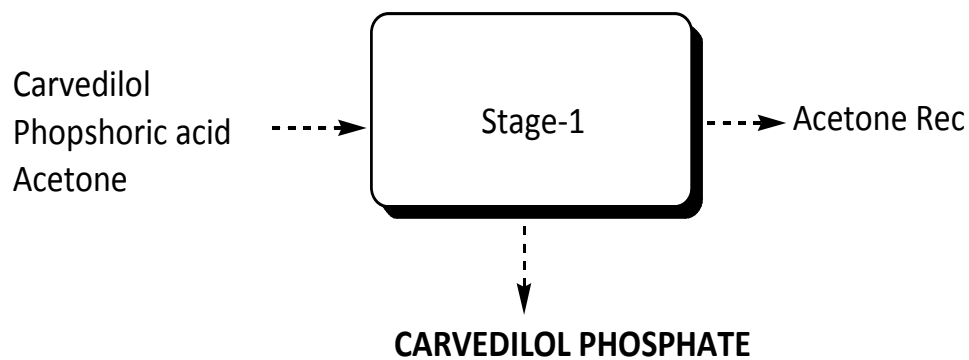 Carvedilol
Phopshoric acid
Acetone
Stage-1
Acetone Rec
CARVEDILOL PHOSPHATE